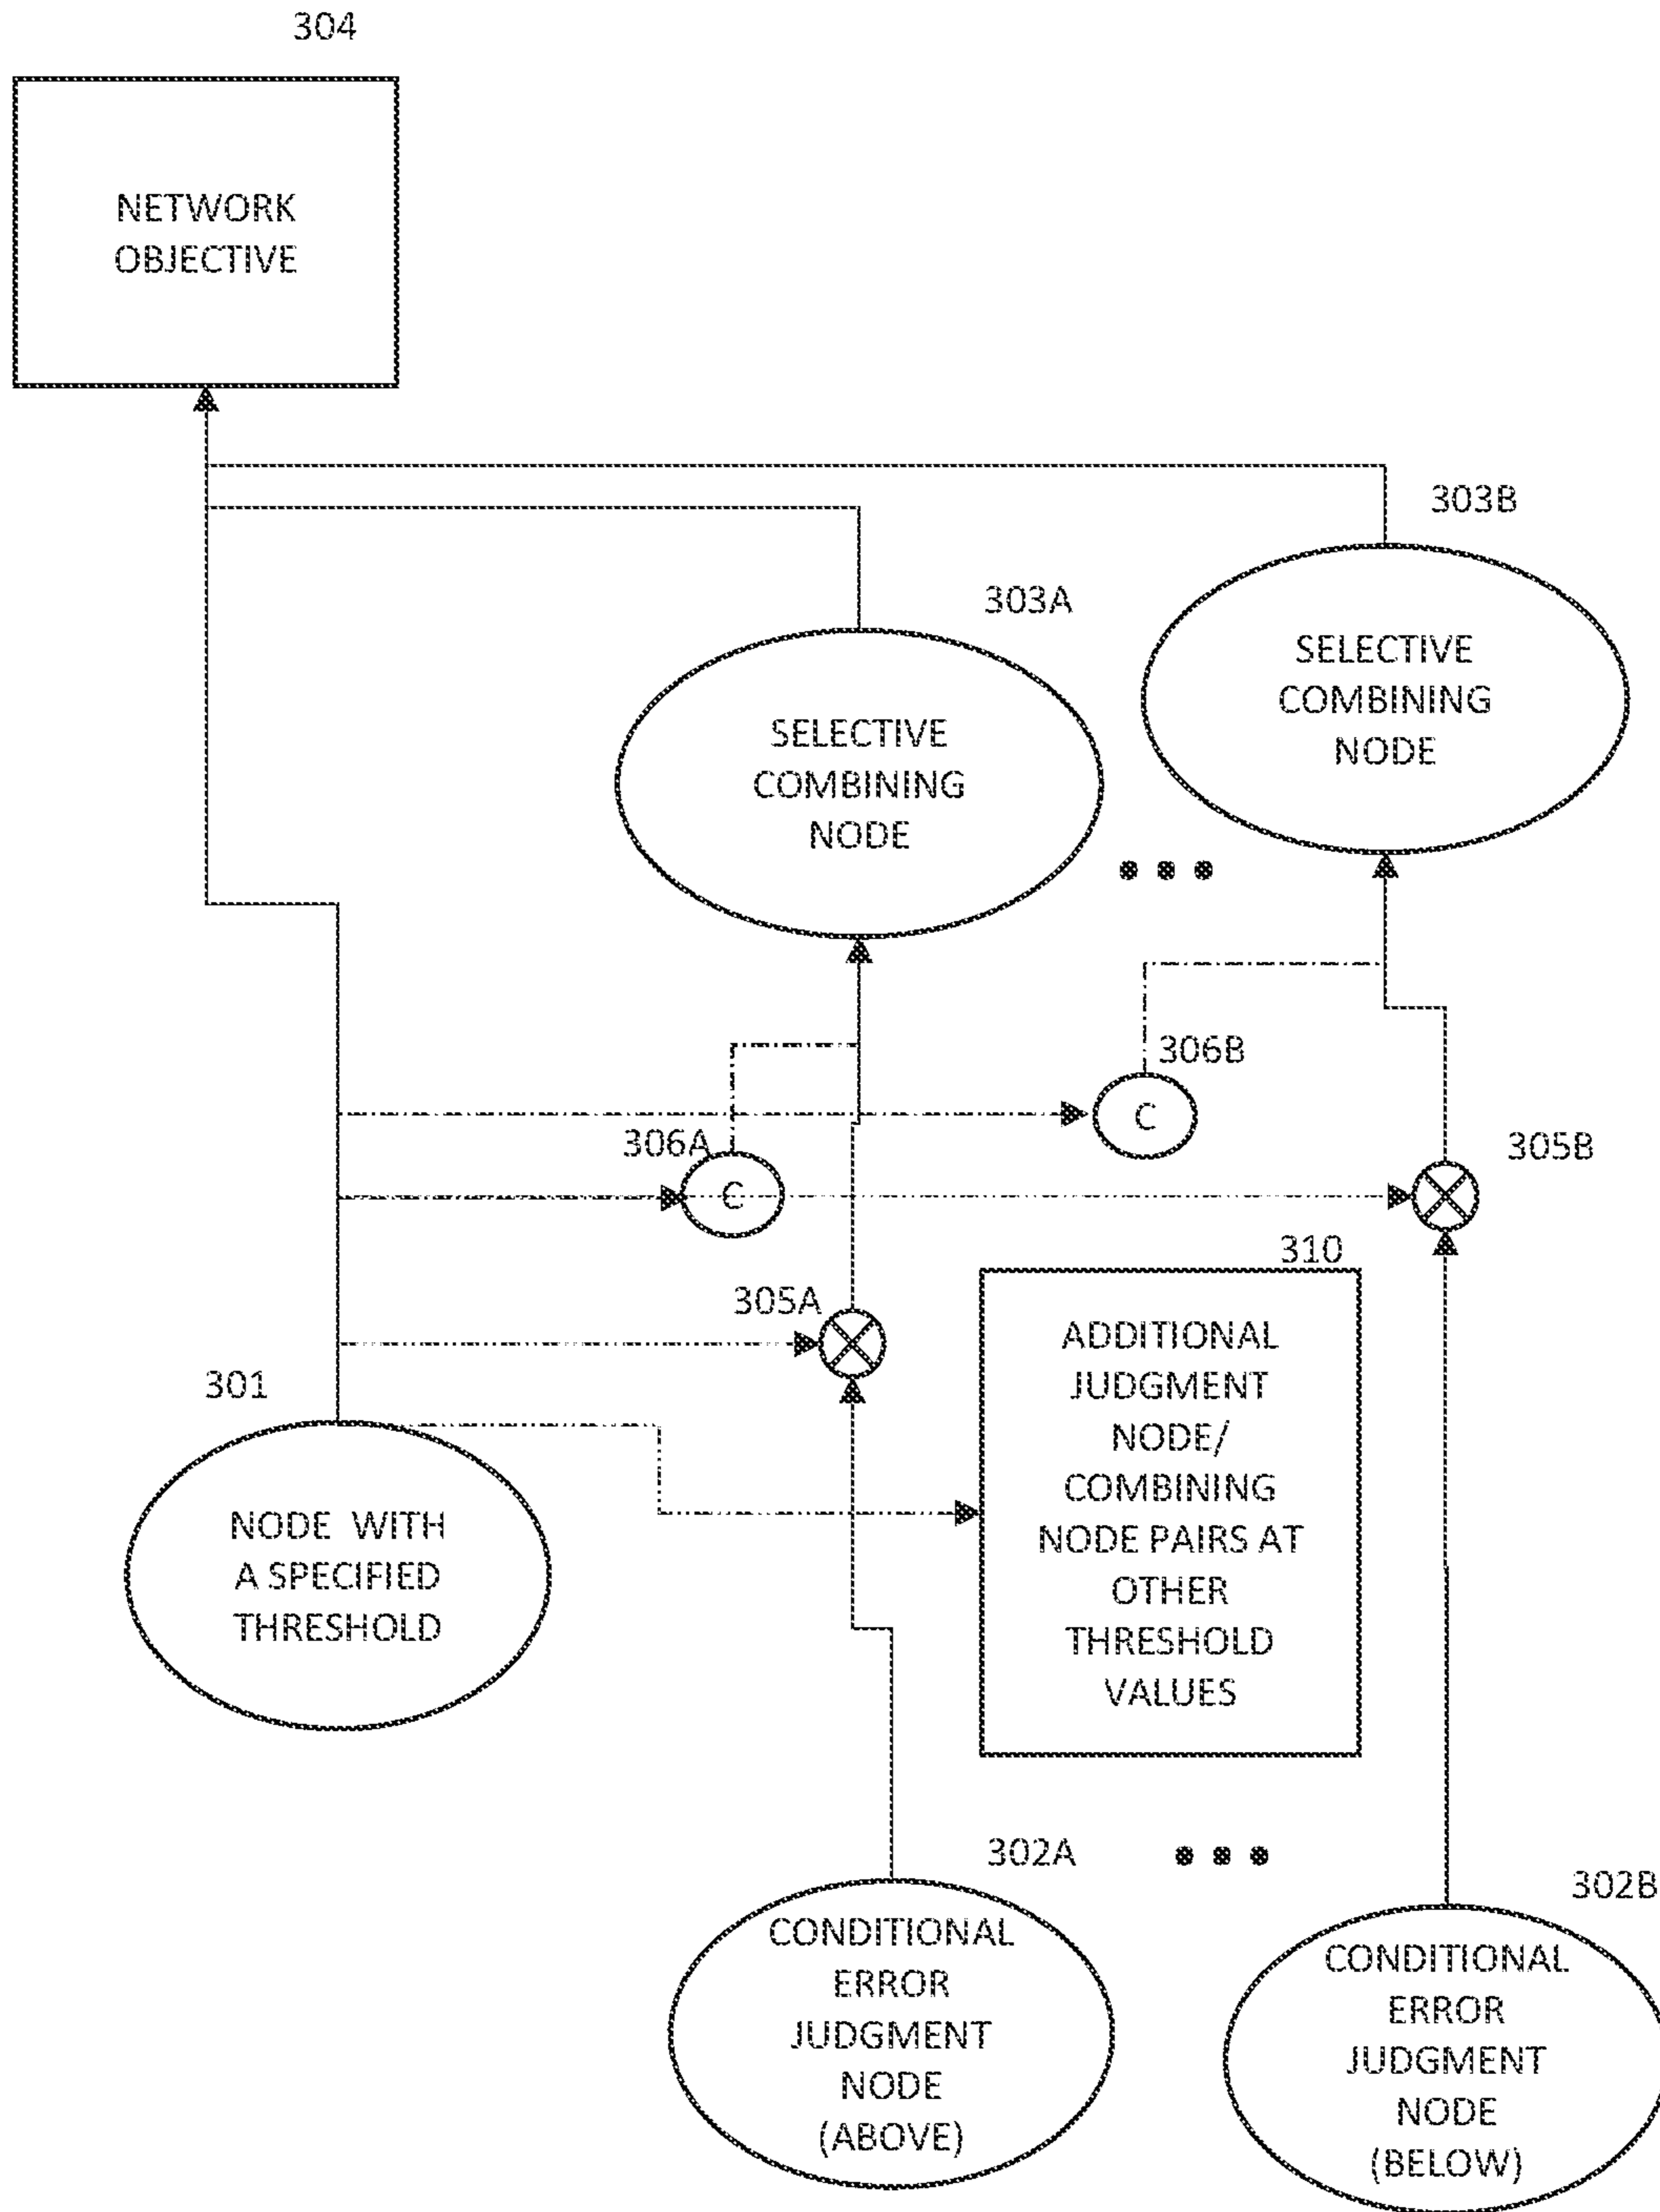 304
NETWORK
OBJECTIVE
303B
SELECTIVE
COMBINING
NODE
303A
SELECTIVE
COMBINING
NODE
306B
C
306A
C
305B
305A
310
ADDITIONAL
JUDGMENT
NODE/
COMBINING
NODE PAIRS AT
OTHER
THRESHOLD
VALUES
301
NODE WITH
A SPECIFIED
THRESHOLD
302A
CONDITIONAL
ERROR
JUDGMENT
NODE
(ABOVE)
302B
CONDITIONAL
ERROR
JUDGMENT
NODE
(BELOW)